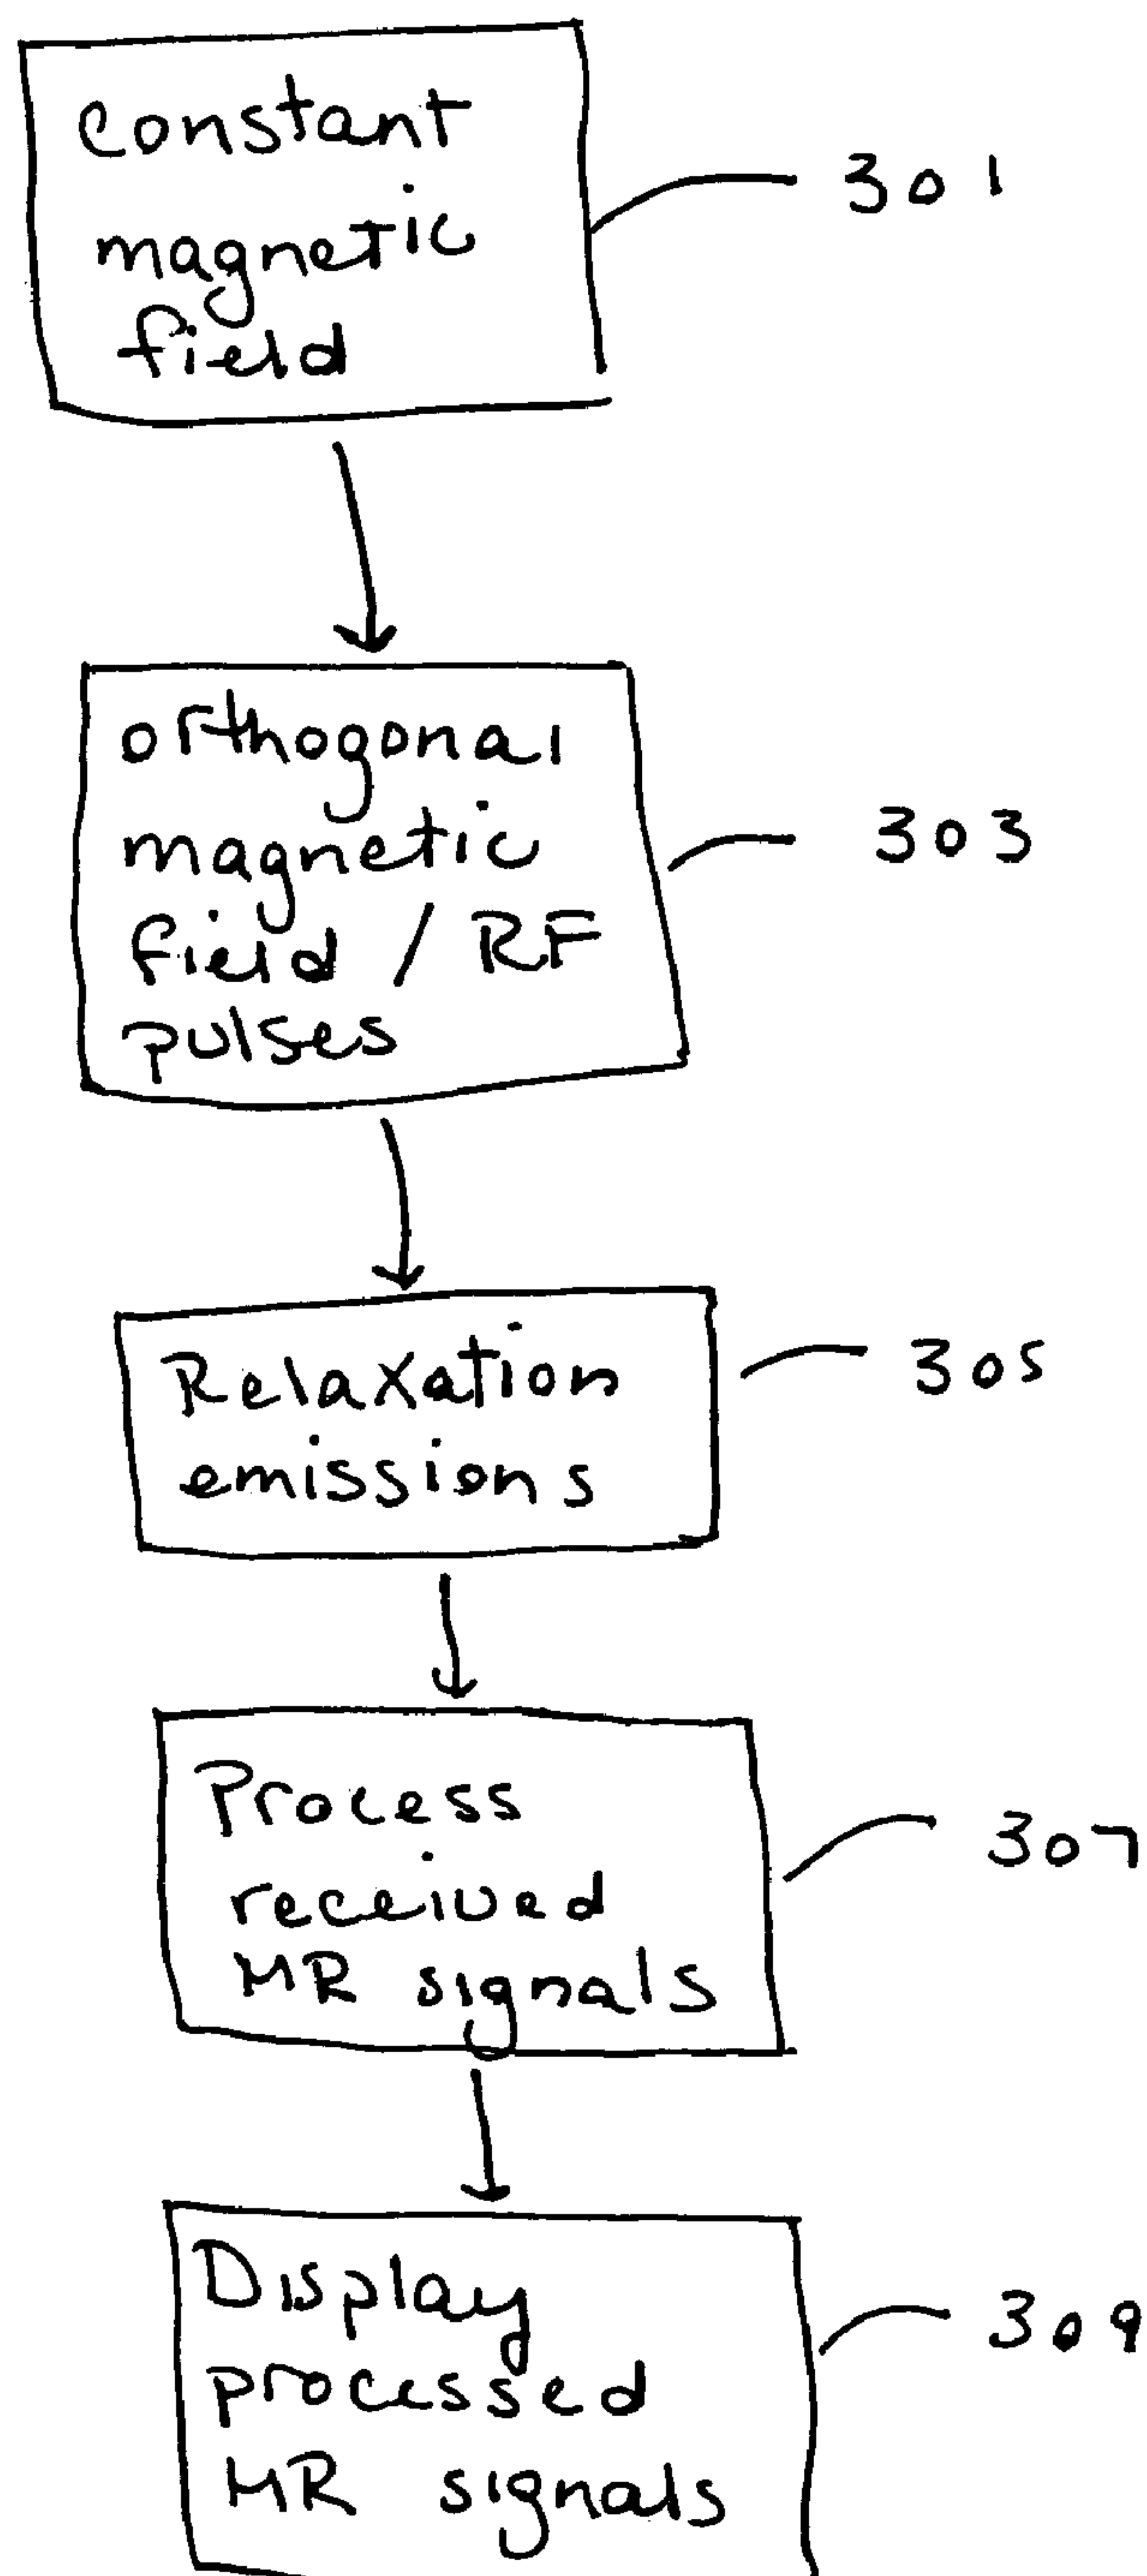 constant
magnetic
field
301
orthogonal
magnetic
field / RF
pulses
303
Relaxation
emissions
305
Process
received
MR signals
307
Display
processed
MR signals
309